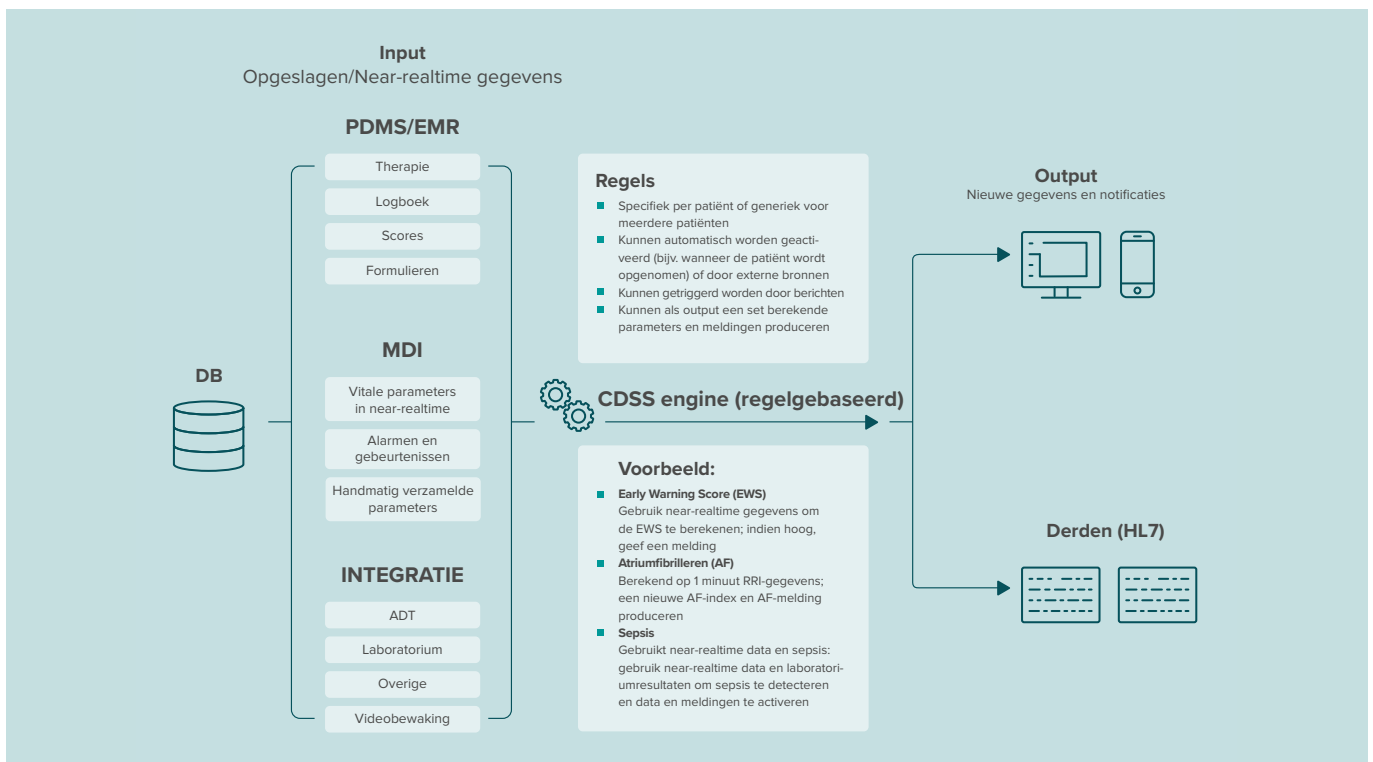 Input
Opgeslagen/Near-realtime gegevens
PDMS/EMR
Therapie
Logboek
Scores
Formulieren
DB
MDI
Vitale parameters
in near-realtime
Alarmen en
gebeurtenissen
Handmatig verzamelde
parameters
INTEGRATIE
ADT
Laboratorium
Overige
Videobewaking
Regels
Specifiek per patiënt of generiek voor
meerdere patiënten
Kunnen automatisch worden geacti-
veerd (bijv. wanneer de patiënt wordt
opgenomen) of door externe bronnen
Kunnen getriggerd worden door berichten
Kunnen als output een set berekende
parameters en meldingen produceren
CDSS engine (regelgebaseerd)
Voorbeeld:
Early Warning Score (EWS)
Gebruik near-realtime gegevens om
de EWS te berekenen; indien hoog,
geef een melding
Atriumfibrilleren (AF)
Berekend op 1 minuut RRI-gegevens;
een nieuwe AF-index en AF-melding
produceren
Sepsis
Gebruikt near-realtime data en sepsis:
gebruik near-realtime data en laboratori-
umresultaten om sepsis te detecteren
en data en meldingen te activeren
Output
Nieuwe gegevens en notificaties
Derden (HL7)